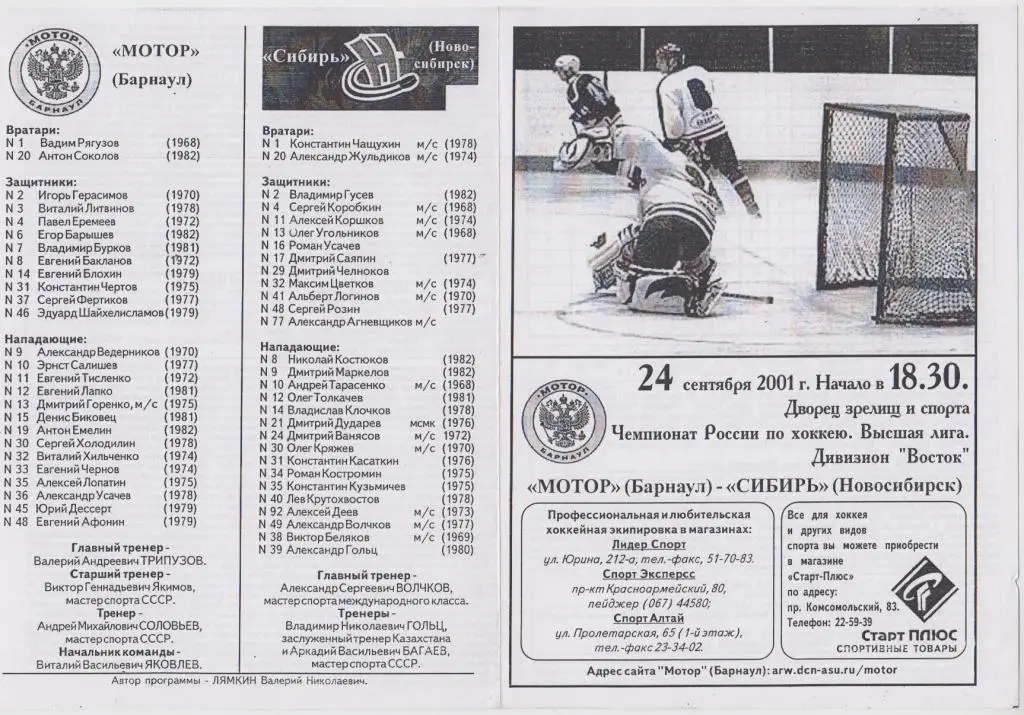 МОТОР
БАРНАУЛ
«МОТОР»
(Барнаул)
Вратари:
N 1 Вадим Рягузов (1968)
N 20 Антон Соколов (1982)
Защитники:
N 2 Игорь Герасимов (1970)
N 3 Виталий Литвинов (1978)
N 4 Павел Еремеев (1972)
N 6 Егор Барышев (1982)
N 7 Владимир Бурков (1981)
N 8 Евгений Бакланов (1972)
N 14 Евгений Блохин (1979)
N 31 Константин Чертов (1975)
N 37 Сергей Фертиков (1977)
N 46 Эдуард Шайхелисламов (1979)
Нападающие:
N 9 Александр Ведерников (1970)
N 10 Эрнст Салишев (1977)
N 11 Евгений Тисленко (1972)
N 12 Евгений Лапко (1981)
N 13 Дмитрий Горенко, м/с (1975)
N 15 Денис Биковец (1981)
N 19 Антон Емелин (1982)
N 30 Сергей Холодилин (1978)
N 32 Виталий Хильченко (1974)
N 33 Евгений Чернов (1974)
N 35 Алексей Лопатин (1975)
N 36 Александр Усачев (1978)
N 45 Юрий Дессерт (1979)
N 48 Евгений Афонин (1979)
Главный тренер -
Валерий Андреевич ТРИПУЗОВ.
Старший тренер -
Виктор Геннадьевич Якимов,
мастер спорта СССР.
Тренер -
Андрей Михайлович СОЛОВЬЕВ,
мастер спорта СССР.
Начальник команды -
Виталий Васильевич ЯКОВЛЕВ.
«Сибирь»
(Ново-
сибирск)
Вратари:
N 1 Константин Чащухин м/с (1978)
N 20 Александр Жульдиков м/с (1974)
Защитники:
N 2 Владимир Гусев (1982)
N 4 Сергей Коробкин м/с (1968)
N 11 Алексей Коршков м/с (1974)
N 13 Олег Угольников м/с (1968)
N 16 Роман Усачев
N 17 Дмитрий Саяпин (1977)
N 29 Дмитрий Челноков
N 32 Максим Цветков м/с (1974)
N 41 Альберт Логинов м/с (1970)
N 48 Сергей Розин м/с (1977)
N 77 Александр Агневщиков м/с
Нападающие:
N 8 Николай Костюков (1982)
N 9 Дмитрий Маркелов (1982)
N 10 Андрей Тарасенко м/с (1968)
N 12 Олег Толкачев (1981)
N 14 Владислав Клочков (1978)
N 21 Дмитрий Дударев мсмк (1976)
N 24 Дмитрий Ванясов м/с 1972)
N 30 Олег Кряжев м/с (1970)
N 31 Константин Касаткин (1976)
N 34 Роман Костромин (1975)
N 35 Константин Кузьмичев (1975)
N 40 Лев Крутохвостов (1978)
N 92 Алексей Деев м/с (1973)
N 49 Александр Волчков м/с (1977)
N 38 Виктор Беляков м/с (1969)
N 39 Александр Гольц (1980)
Главный тренер -
Александр Сергеевич ВОЛЧКОВ,
мастер спорта международного класса.
Тренеры -
Владимир Николаевич ГОЛЬЦ,
заслуженный тренер Казахстана
и Аркадий Васильевич БАГАЕВ,
мастер спорта СССР.
Автор программы - ЛЯМКИН Валерий Николаевич.
6
МОТОР
БАРНАУЛ
24 сентября 2001 г. Начало в 18.30.
Дворец зрелищ и спорта
Чемпионат России по хоккею. Высшая лига.
Дивизион "Восток"
«МОТОР» (Барнаул) - «СИБИРЬ» (Новосибирск)
Профессиональная и любительская
хоккейная экипировка в магазинах:
Лидер Спорт
ул. Юрина, 212-а, тел.-факс, 51-70-83.
Спорт Эксперсс
пр-кт Красноармейский, 80,
пейджер (067) 44580;
Спорт Алтай
ул. Пролетарская, 65 (1-й этаж),
тел.-факс 23-34-02.
Все для хоккея
и других видов
спорта вы можете приобрести
в магазине
«Старт-Плюс»
по адресу:
пр. Комсомольский, 83.
Телефон: 22-59-39
Старт ПЛЮС
СПОРТИВНЫЕ ТОВАРЫ
Адрес сайта "Мотор" (Барнаул): arw.dcn-asu.ru/motor